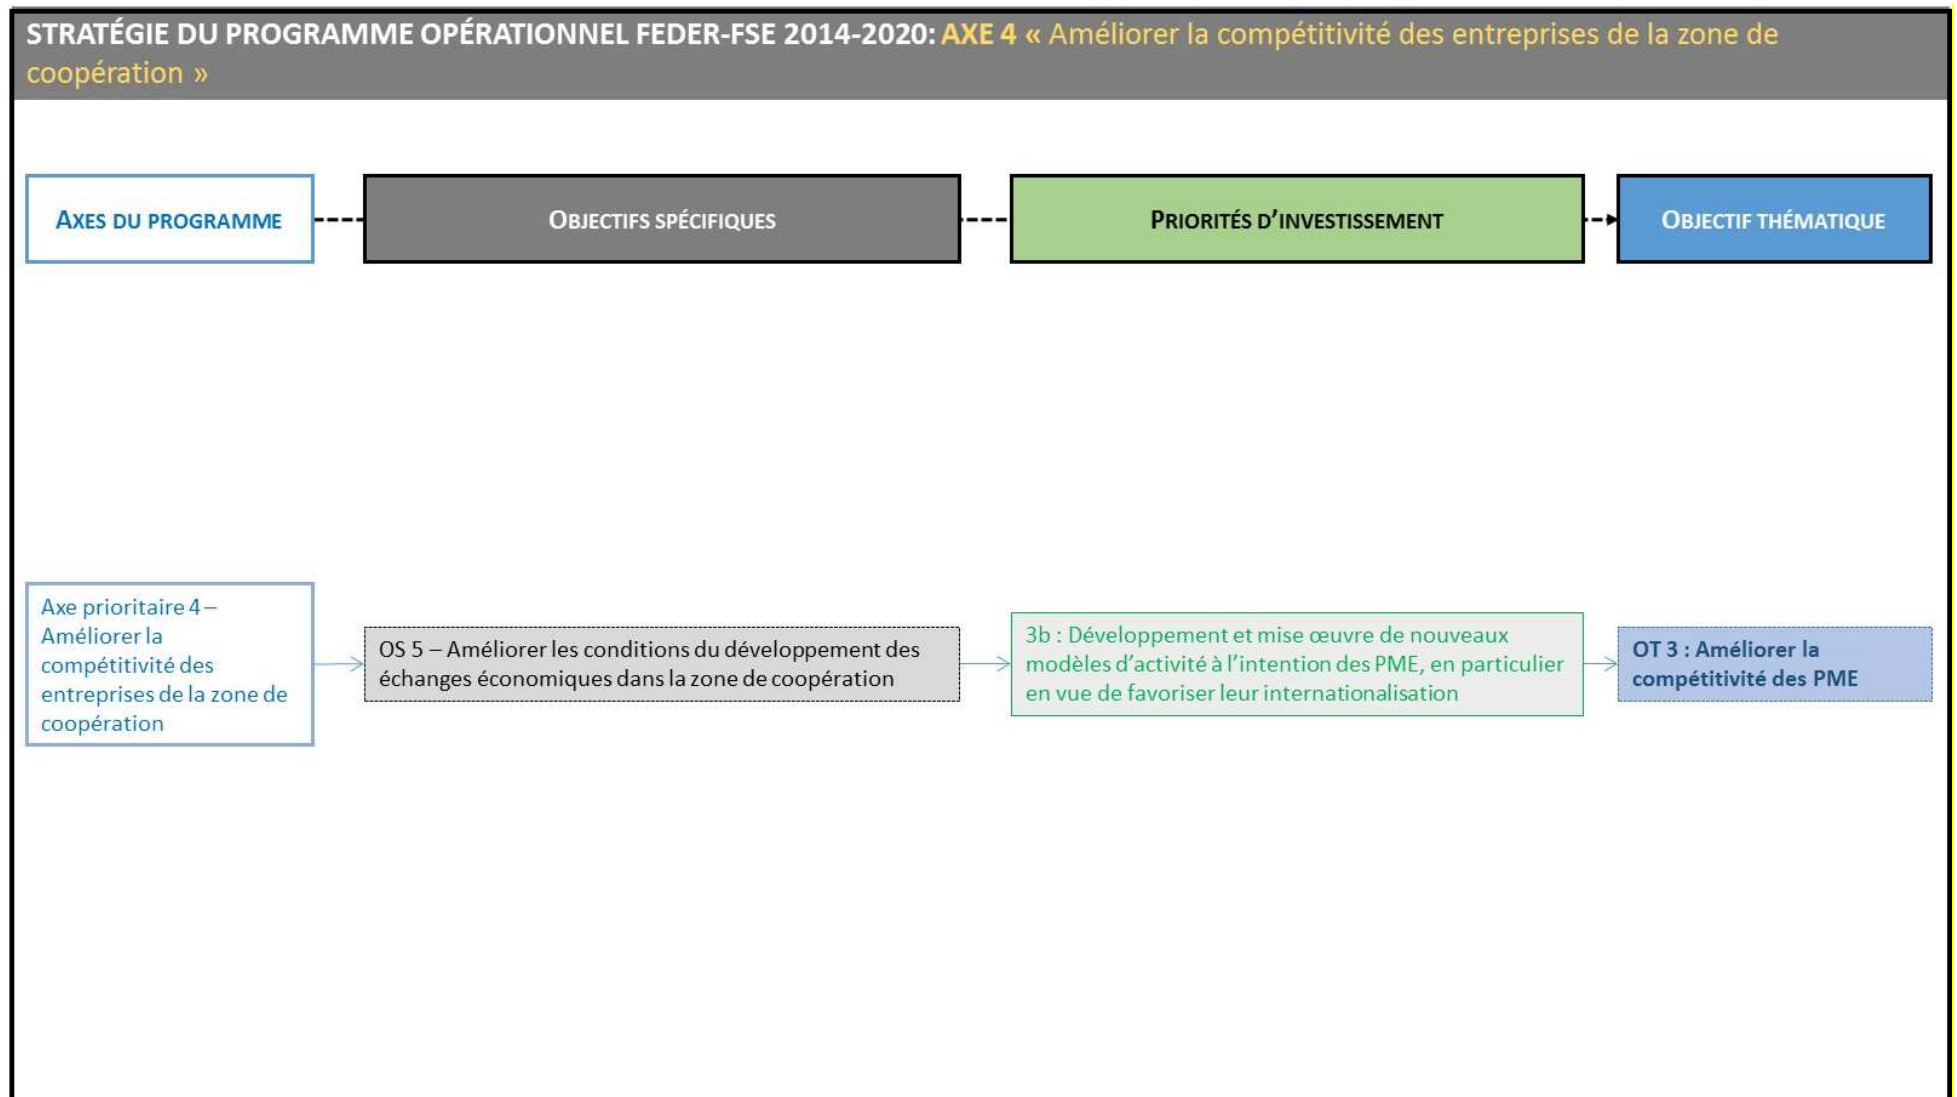 STRATÉGIE DU PROGRAMME OPÉRATIONNEL FEDER-FSE 2014-2020: AXE 4 « Améliorer la compétitivité des entreprises de la zone de
coopération »
AXES DU PROGRAMME
OBJECTIFS SPÉCIFIQUES
PRIORITÉS D’INVESTISSEMENT
OBJECTIF THÉMATIQUE
Axe prioritaire 4 –
Améliorer la
compétitivité des
entreprises de la zone de
coopération
OS 5 – Améliorer les conditions du développement des
échanges économiques dans la zone de coopération
3b : Développement et mise œuvre de nouveaux
modèles d’activité à l’intention des PME, en particulier
en vue de favoriser leur internationalisation
OT 3 : Améliorer la
compétitivité des PME